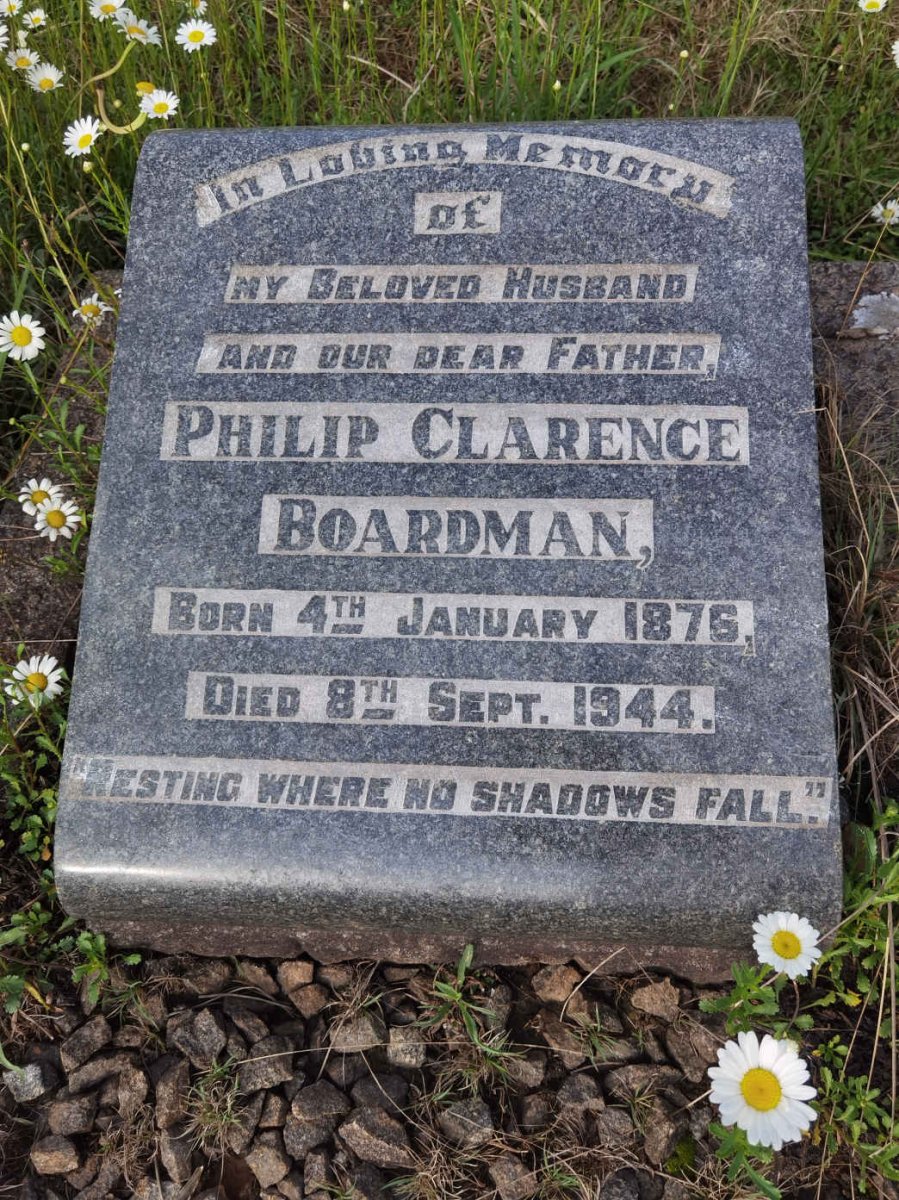 In Loving Memory
of
my Beloved Husband
and our dear Father,
Philip Clarence
Boardman,
Born 4th January 1876,
Died 8th Sept. 1944.
"Resting where no shadows fall."